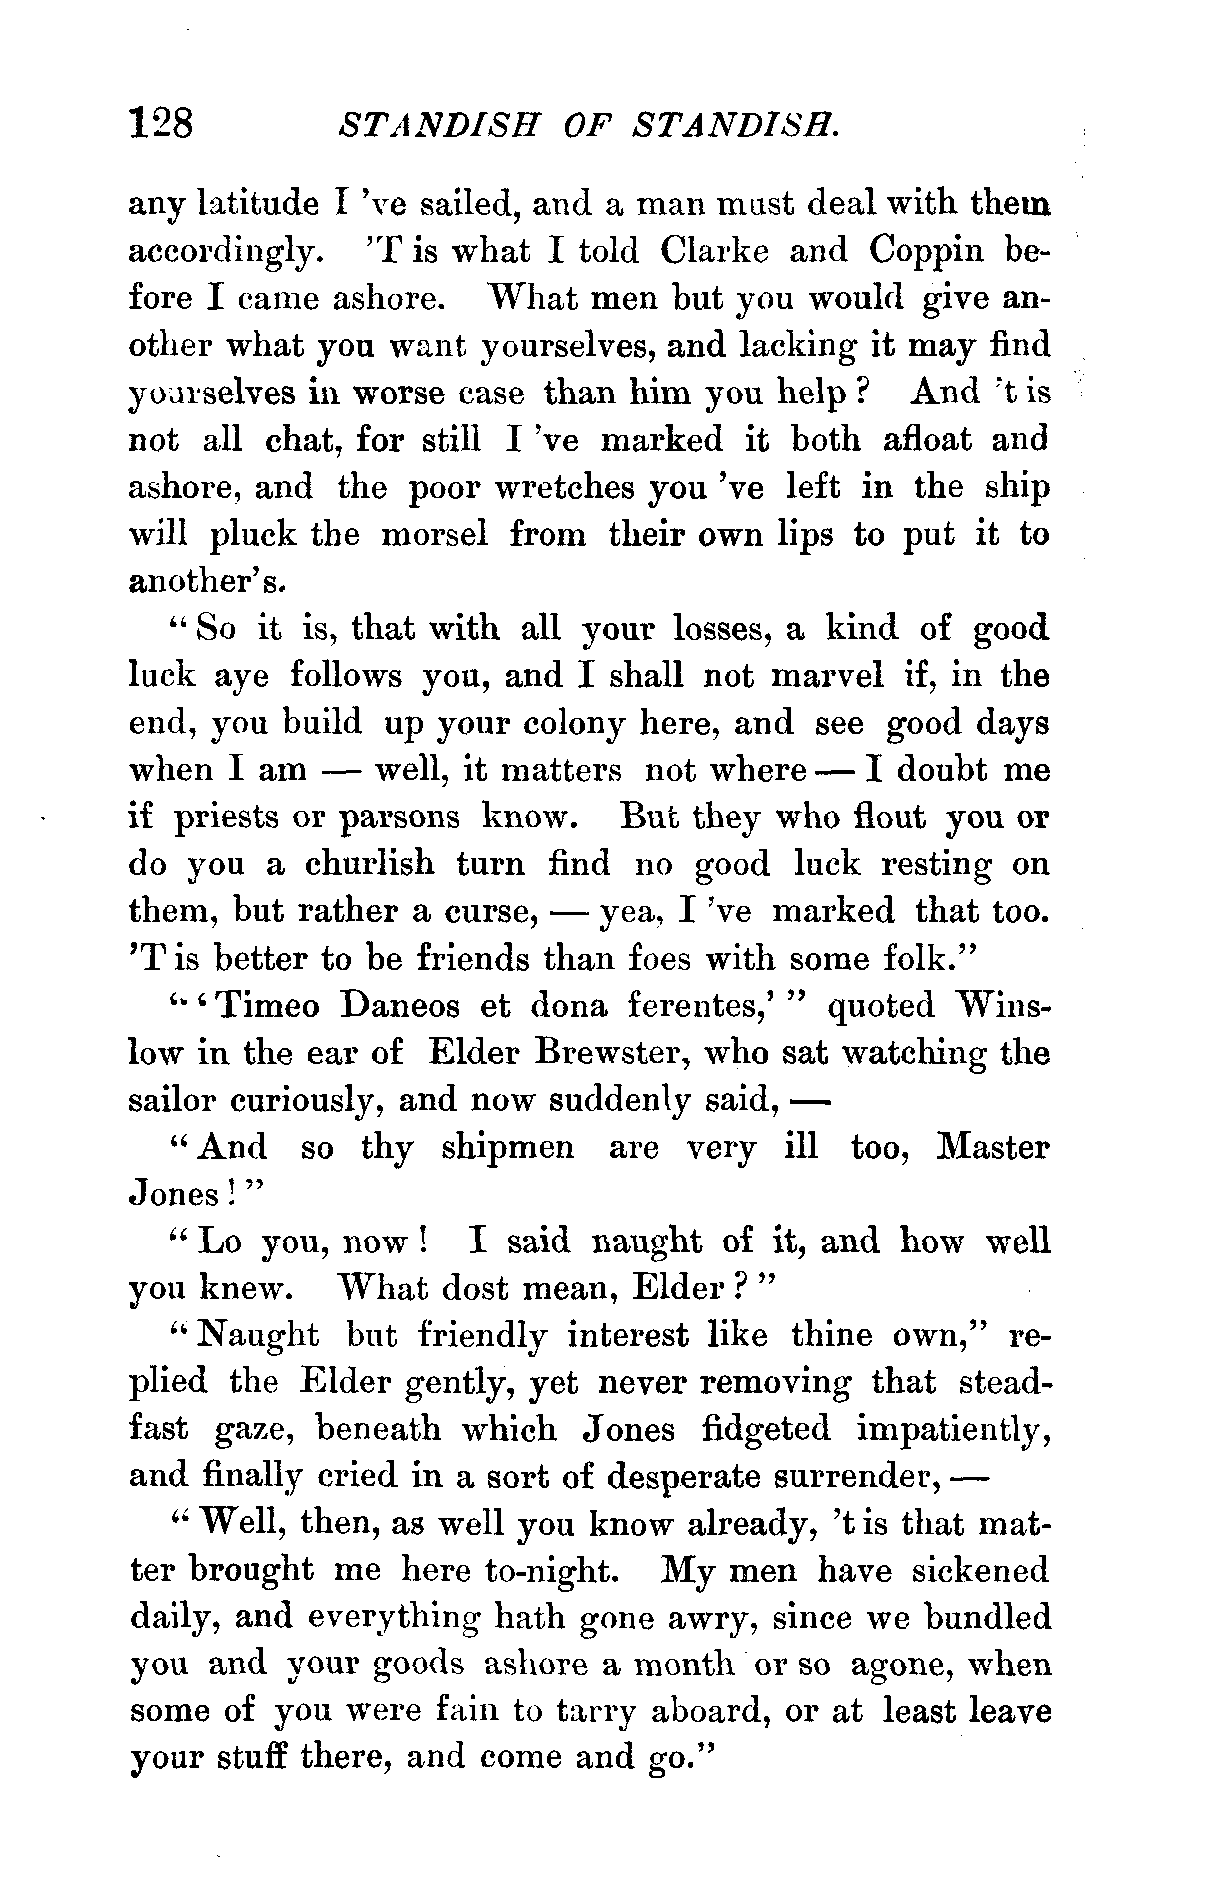 128 STANDISH OF STANDISH.
any latitude I 've sailed, and a man must deal with them
accordingly. 'T is what I told Clarke and Coppin be-
fore I came ashore. What men but you would give an-
other what you want yourselves, and lacking it may find
yourselves in worse case than him you help? And 't is
not all chat, for still I 've marked it both afloat and
ashore, and the poor wretches you 've left in the ship
will pluck the morsel from their own lips to put it to
another's.
"So it is, that with all your losses, a kind of good
luck aye follows you, and I shall not marvel if, in the
end, you build up your colony here, and see good days
when I am — well, it matters not where — I doubt me
if priests or parsons know. But they who flout you or
do you a churlish turn find no good luck resting on
them, but rather a curse, — yea, I 've marked that too.
'T is better to be friends than foes with some folk."
"'Timeo Daneos et dona ferentes,'" quoted Wins-
low in the ear of Elder Brewster, who sat watching the
sailor curiously, and now suddenly said, —
"And so thy shipmen are very ill too, Master
Jones!"
"Lo you, now! I said naught of it, and how well
you knew. What dost mean, Elder?"
"Naught but friendly interest like thine own," re-
plied the Elder gently, yet never removing that stead-
fast gaze, beneath which Jones fidgeted impatiently,
and finally cried in a sort of desperate surrender, —
"Well, then, as well you know already, 't is that mat-
ter brought me here to-night. My men have sickened
daily, and everything hath gone awry, since we bundled
you and your goods ashore a month or so agone, when
some of you were fain to tarry aboard, or at least leave
your stuff there, and come and go."